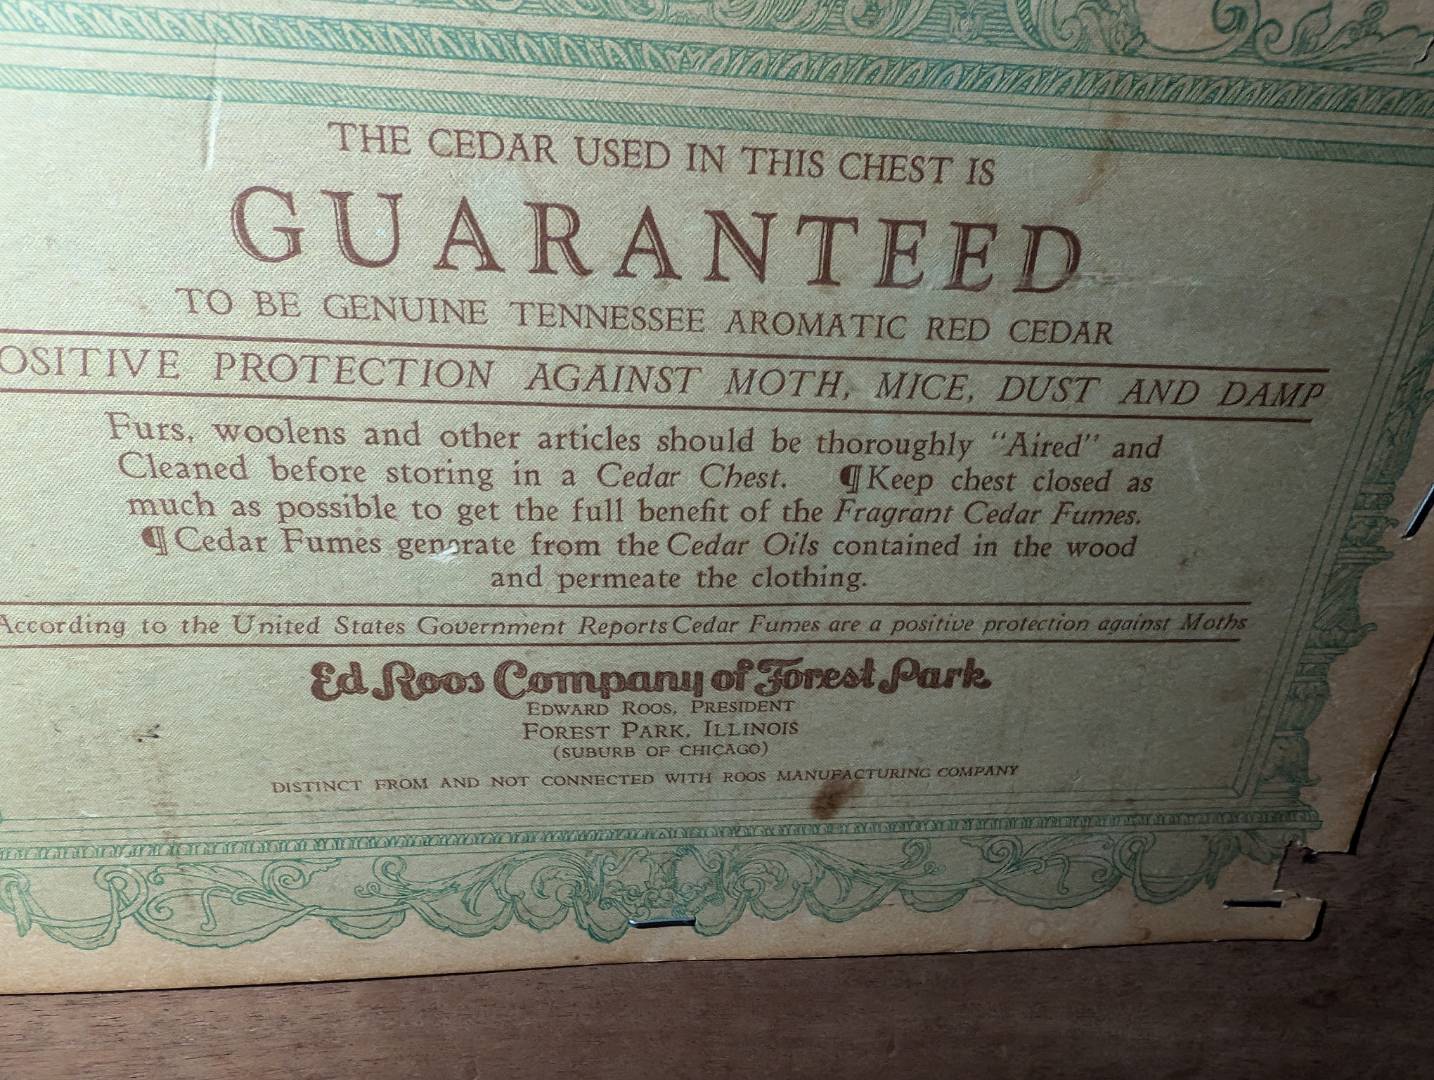 THE CEDAR USED IN THIS CHEST IS
GUARANTEED
TO BE GENUINE TENNESSEE AROMATIC RED CEDAR
OSITIVE PROTECTION AGAINST MOTH, MICE, DUST AND DAMP
Furs, woolens and other articles should be thoroughly "Aired" and
Cleaned before storing in a Cedar Chest. ¶ Keep chest closed as
much as possible to get the full benefit of the Fragrant Cedar Fumes.
¶ Cedar Fumes generate from the Cedar Oils contained in the wood
and permeate the clothing.
According to the United States Government Reports Cedar Fumes are a positive protection against Moths
Ed Roos Company of Forest Park
EDWARD ROOS, PRESIDENT
FOREST PARK, ILLINOIS
(SUBURB OF CHICAGO)
DISTINCT FROM AND NOT CONNECTED WITH ROOS MANUFACTURING COMPANY